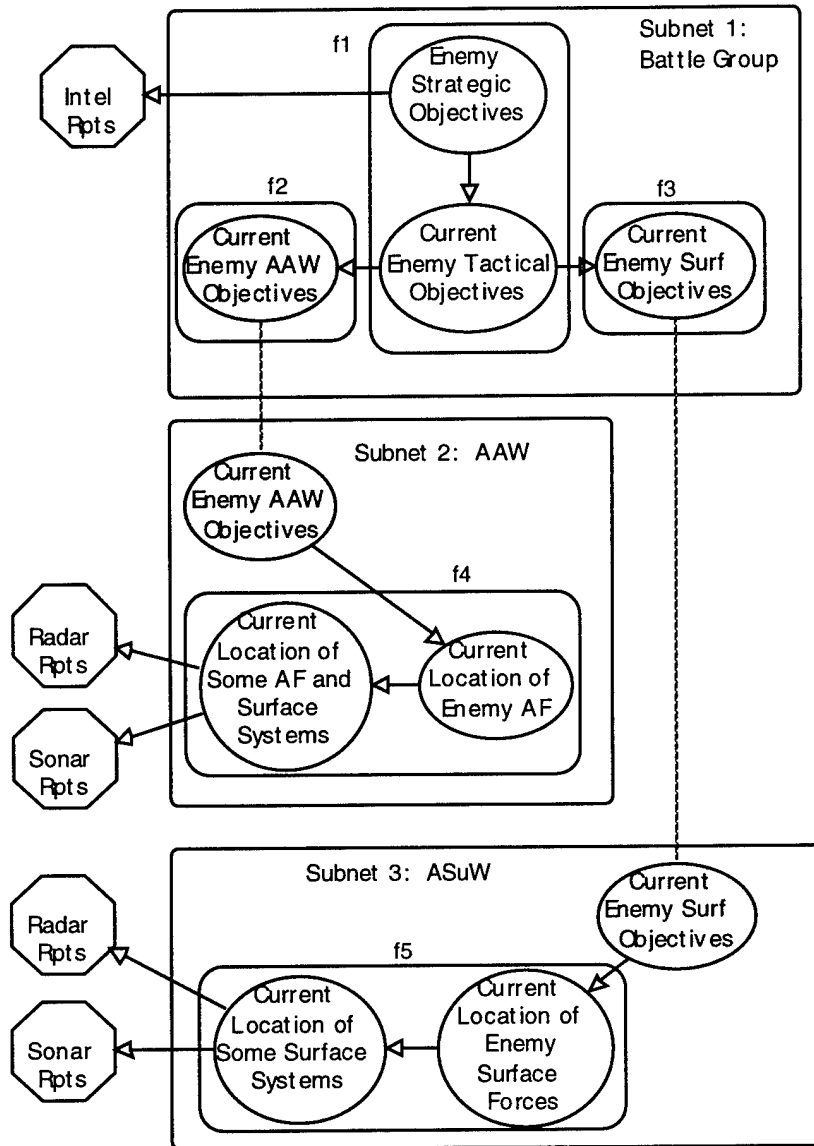 Subnet 1:
Battle Group
f1
Enemy
Strategic
Objectives
Intel
Rpts
f2
f3
Current
Enemy AAW
Objectives
Current
Enemy Tactical
Objectives
Current
Enemy Surf
Objectives
Subnet 2: AAW
Current
Enemy AAW
Objectives
f4
Radar
Rpts
Sonar
Rpts
Current
Location of
Some AF and
Surface
Systems
Current
Location of
Enemy AF
Subnet 3: ASuW
Current
Enemy Surf
Objectives
Radar
Rpts
f5
Sonar
Rpts
Current
Location of
Some Surface
Systems
Current
Location of
Enemy
Surface
Forces